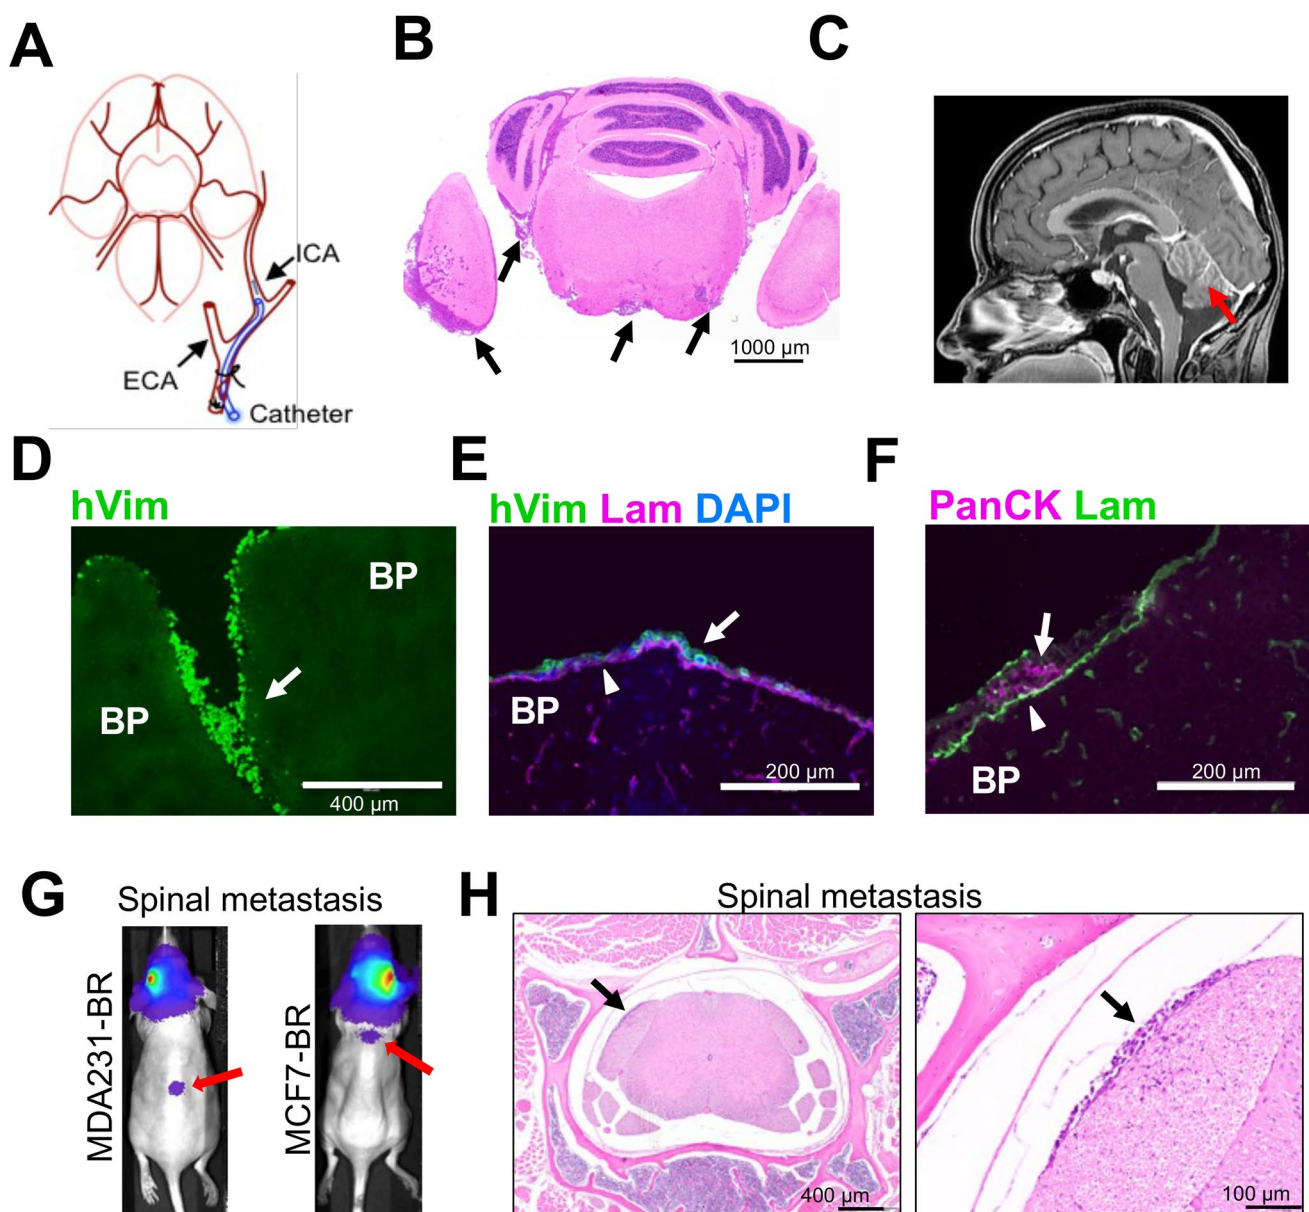 A
ICA
ECA
Catheter
B
1000 µm
C
D
hVim
BP
BP
400 µm
E
hVim Lam DAPI
BP
200 µm
F
PanCK Lam
BP
200 µm
G
Spinal metastasis
MDA231-BR
MCF7-BR
H
Spinal metastasis
400 µm
100 µm